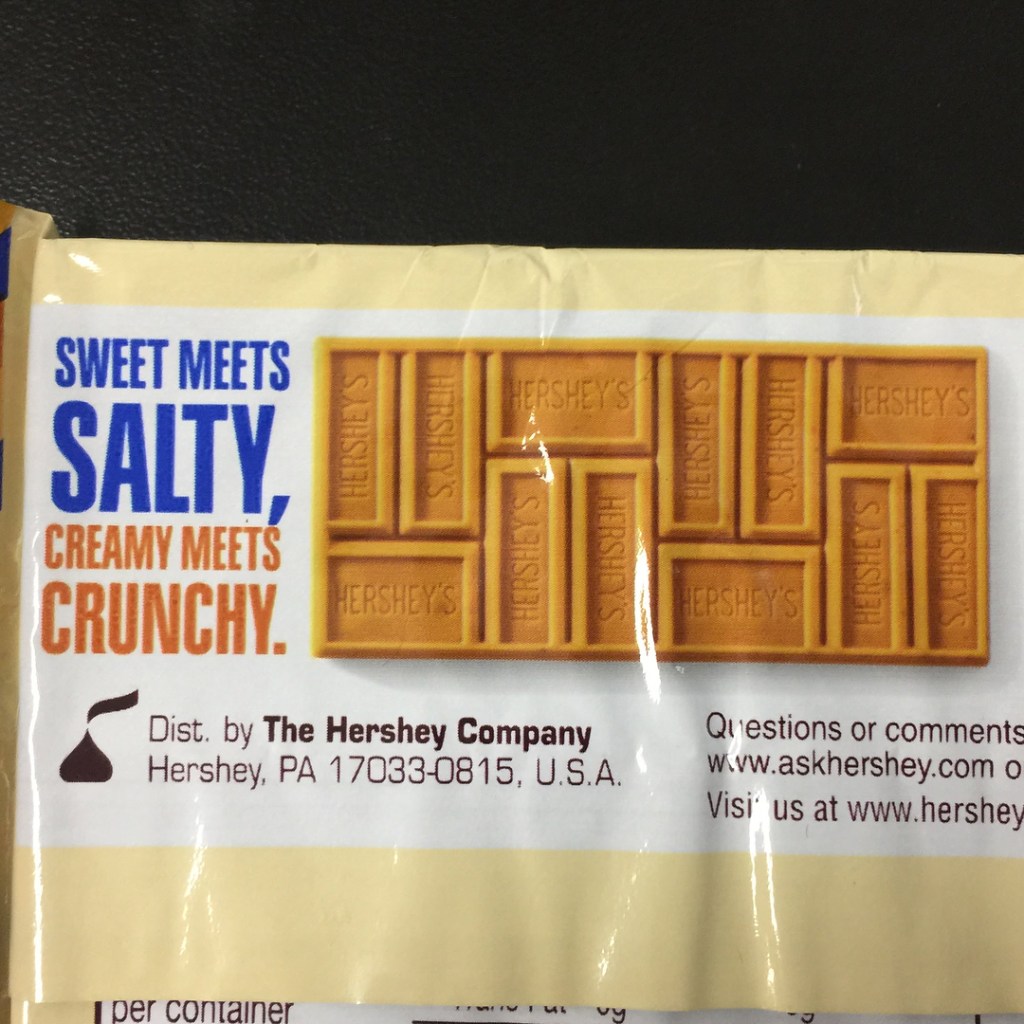 SWEET MEETS
SALTY,
CREAMY MEETS
CRUNCHY.
HERSHEY'S HERSHEY'S HERSHEY'S HERSHEY'S HERSHEY'S HERSHEY'S
HERSHEY'S HERSHEY'S HERSHEY'S HERSHEY'S HERSHEY'S HERSHEY'S
Dist. by The Hershey Company
Hershey, PA 17033-0815, U.S.A.
Questions or comments
www.askhershey.com o
Visit us at www.hershey
per container